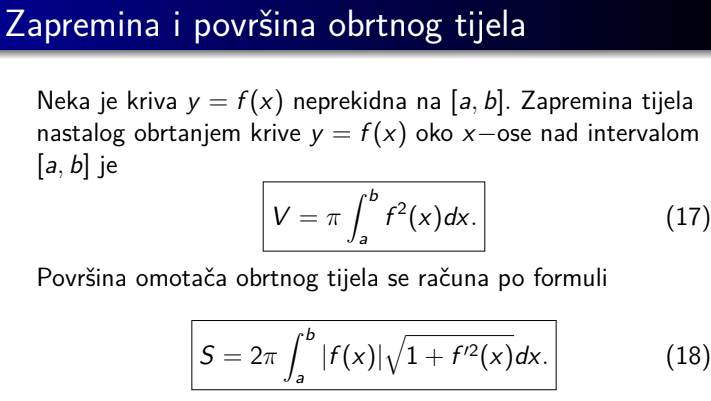 Zapremina i površina obrtnog tijela
Neka je kriva y = f(x) neprekidna na [a, b]. Zapremina tijela
nastalog obrtanjem krive y = f(x) oko x−ose nad intervalom
[a, b] je
V = π ∫_a^b f²(x)dx. (17)
Površina omotača obrtnog tijela se računa po formuli
S = 2π ∫_a^b |f(x)|√(1 + f′²(x))dx. (18)